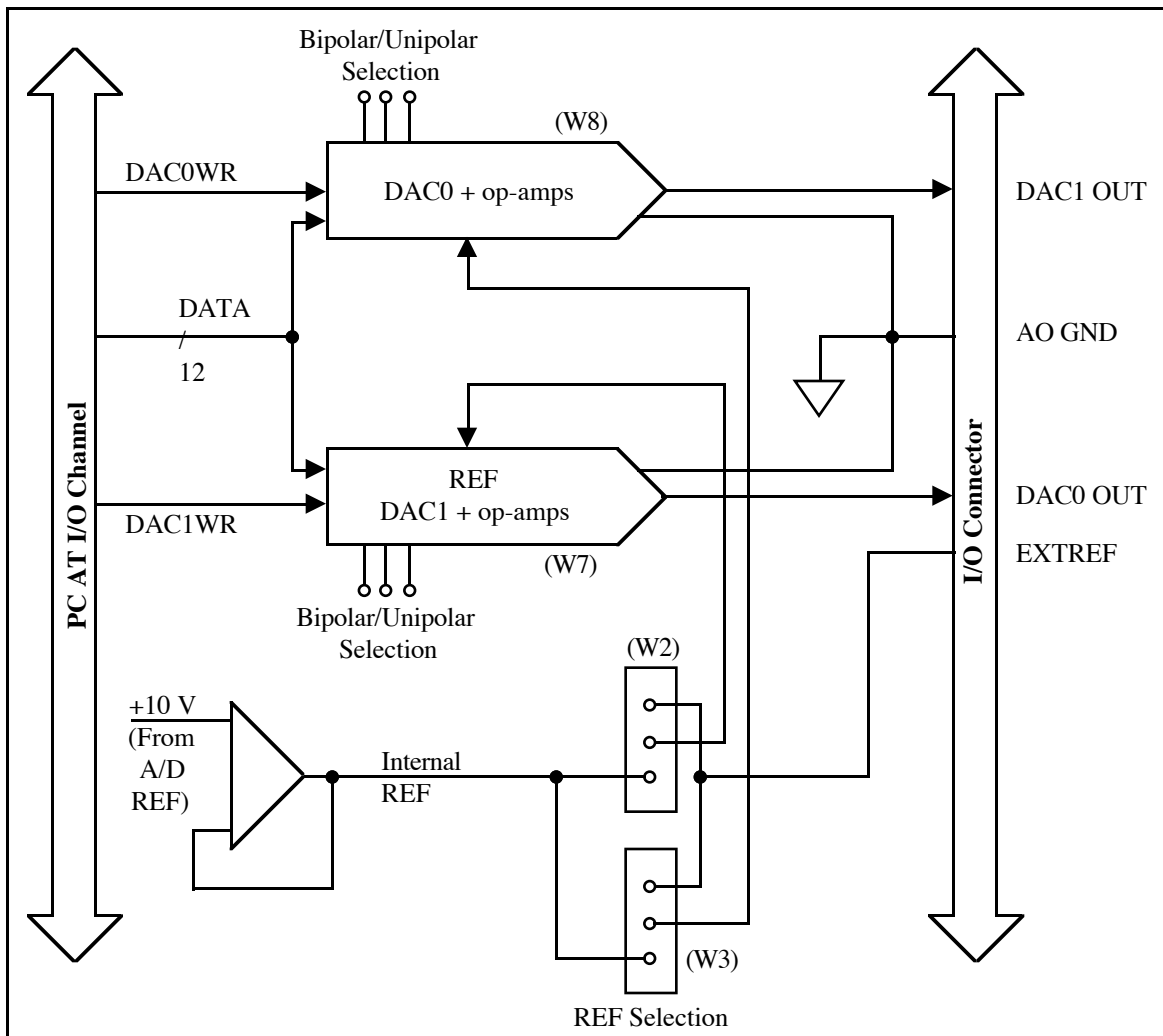 Bipolar/Unipolar
Selection
(W8)
DAC0WR
DAC0 + op-amps
DAC1 OUT
DATA
12
AO GND
REF
DAC1 + op-amps
DAC0 OUT
DAC1WR
(W7)
EXTREF
PC AT I/O Channel
I/O Connector
Bipolar/Unipolar
Selection
(W2)
+10 V
(From
A/D
REF)
Internal
REF
(W3)
REF Selection